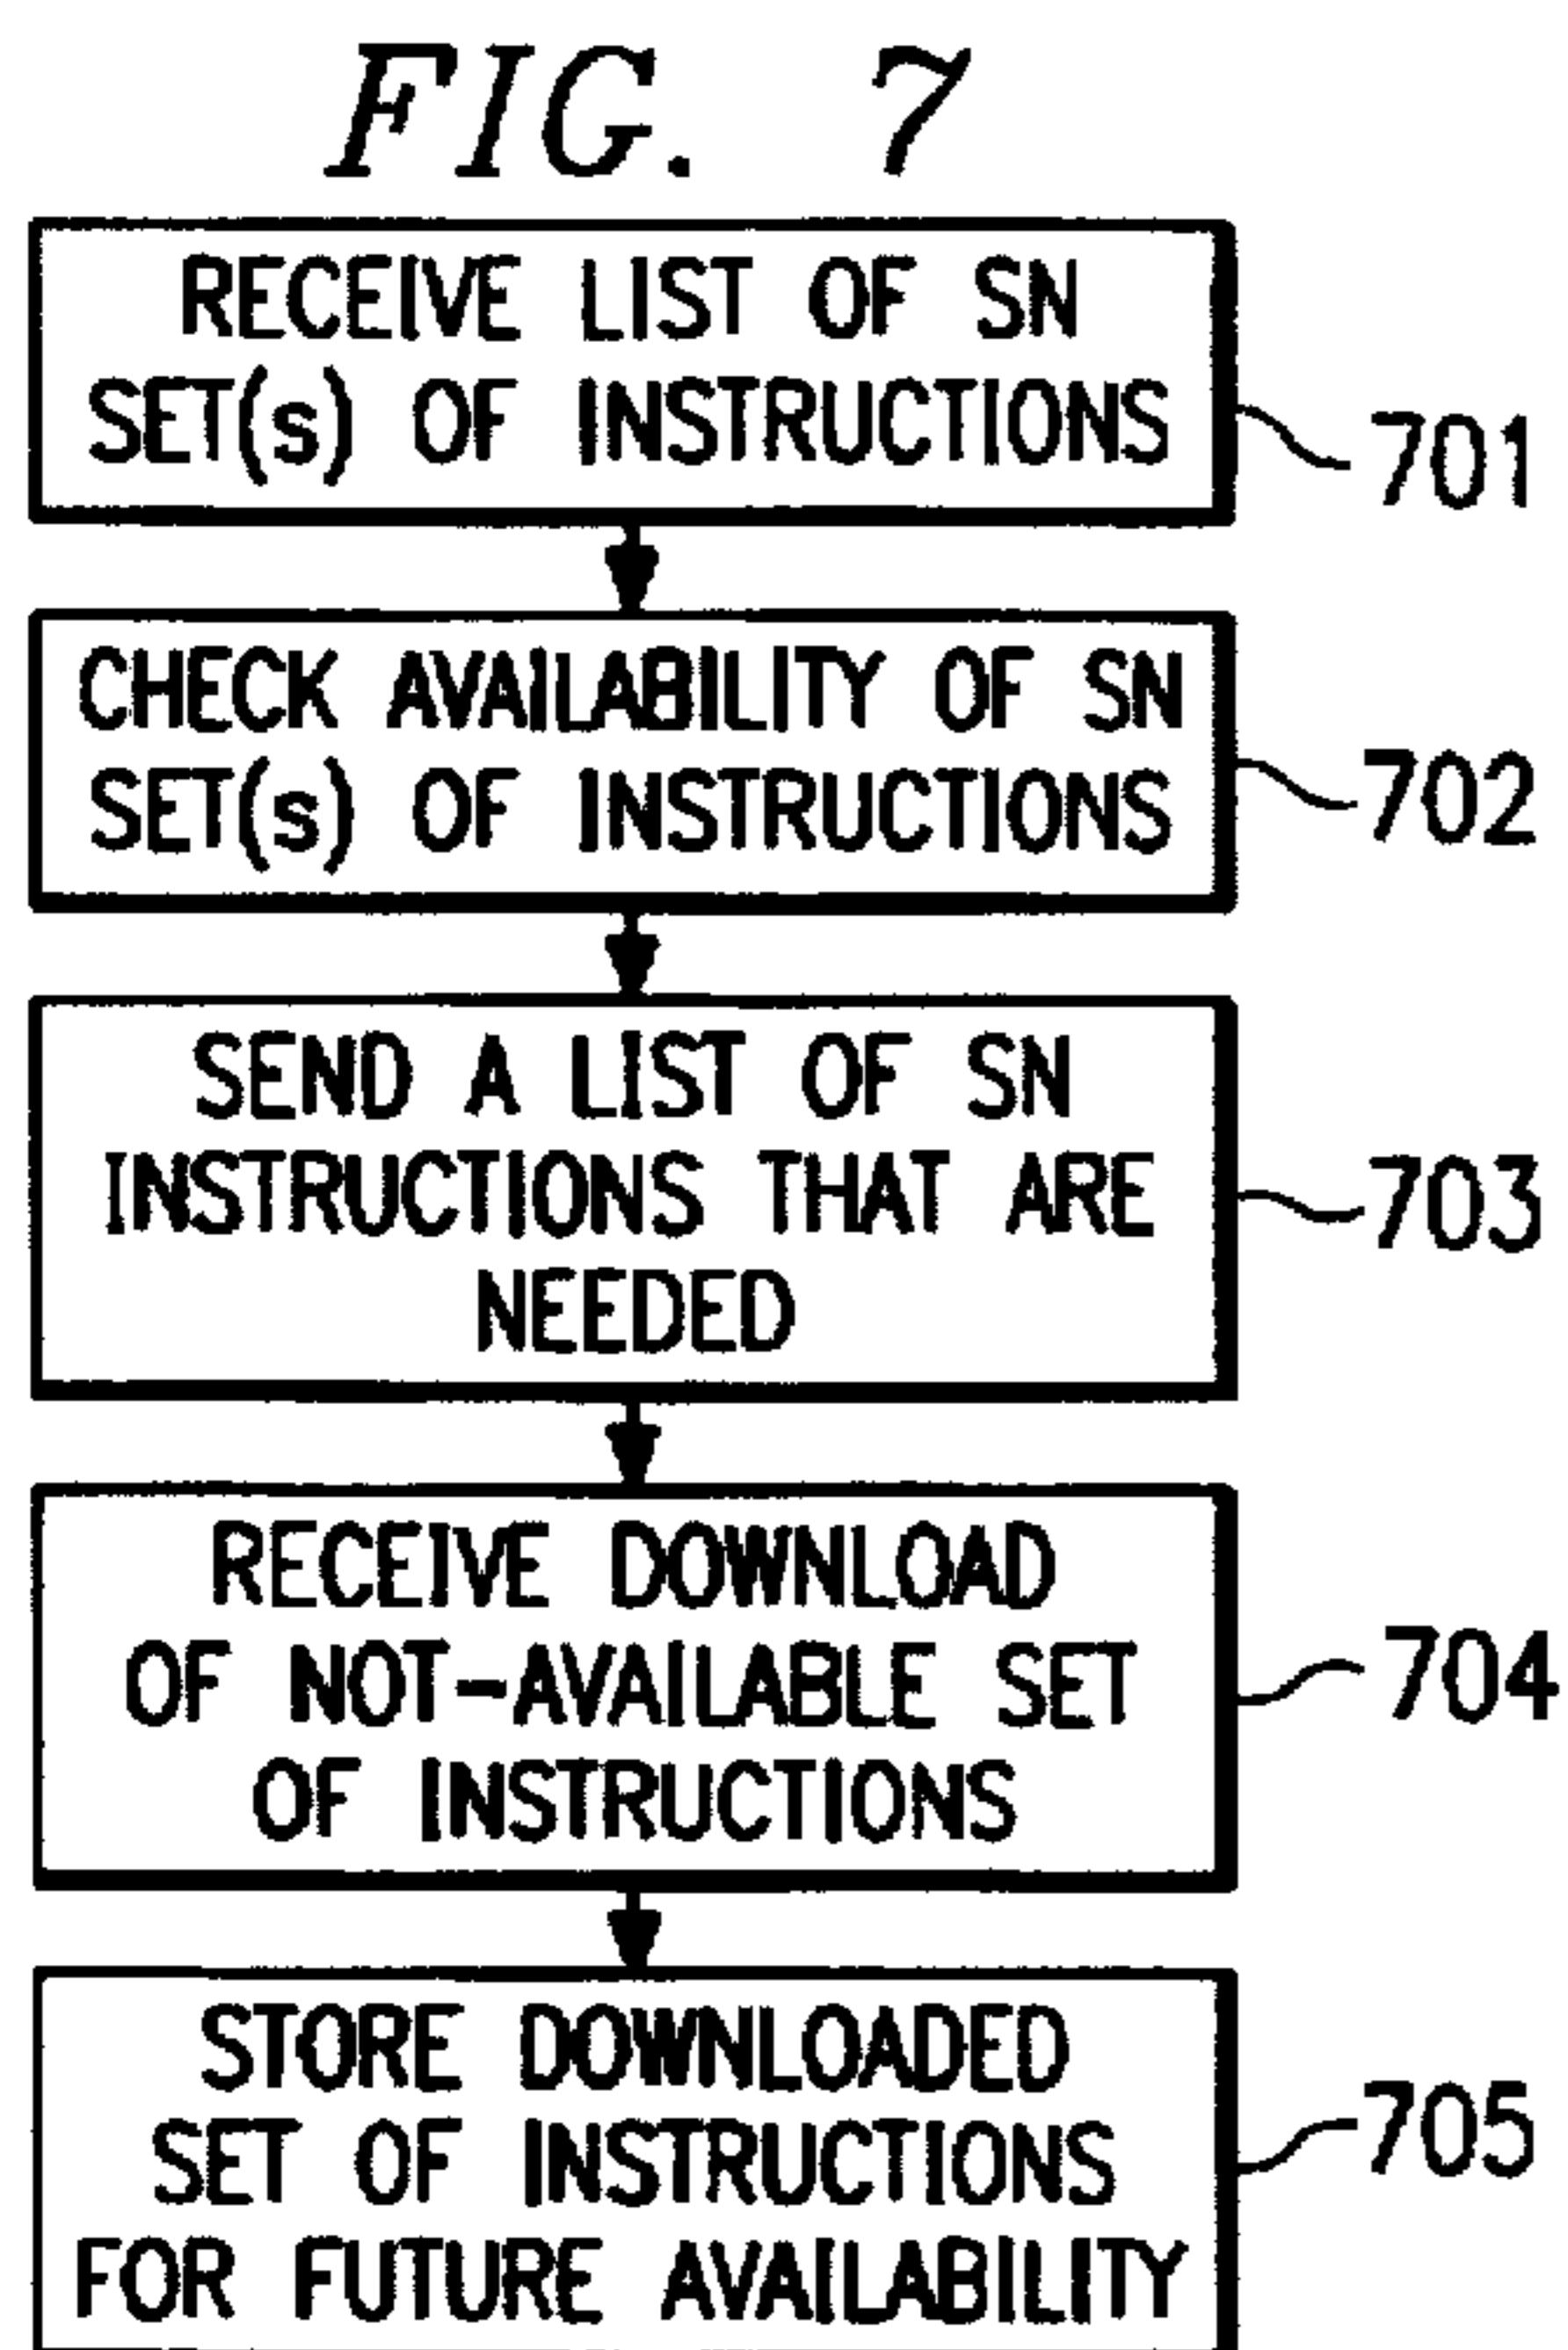 FIG. 7
RECEIVE LIST OF SN
SET(s) OF INSTRUCTIONS
701
CHECK AVAILABILITY OF SN
SET(s) OF INSTRUCTIONS
702
SEND A LIST OF SN
INSTRUCTIONS THAT ARE
NEEDED
703
RECEIVE DOWNLOAD
OF NOT-AVAILABLE SET
OF INSTRUCTIONS
704
STORE DOWNLOADED
SET OF INSTRUCTIONS
FOR FUTURE AVAILABILITY
705